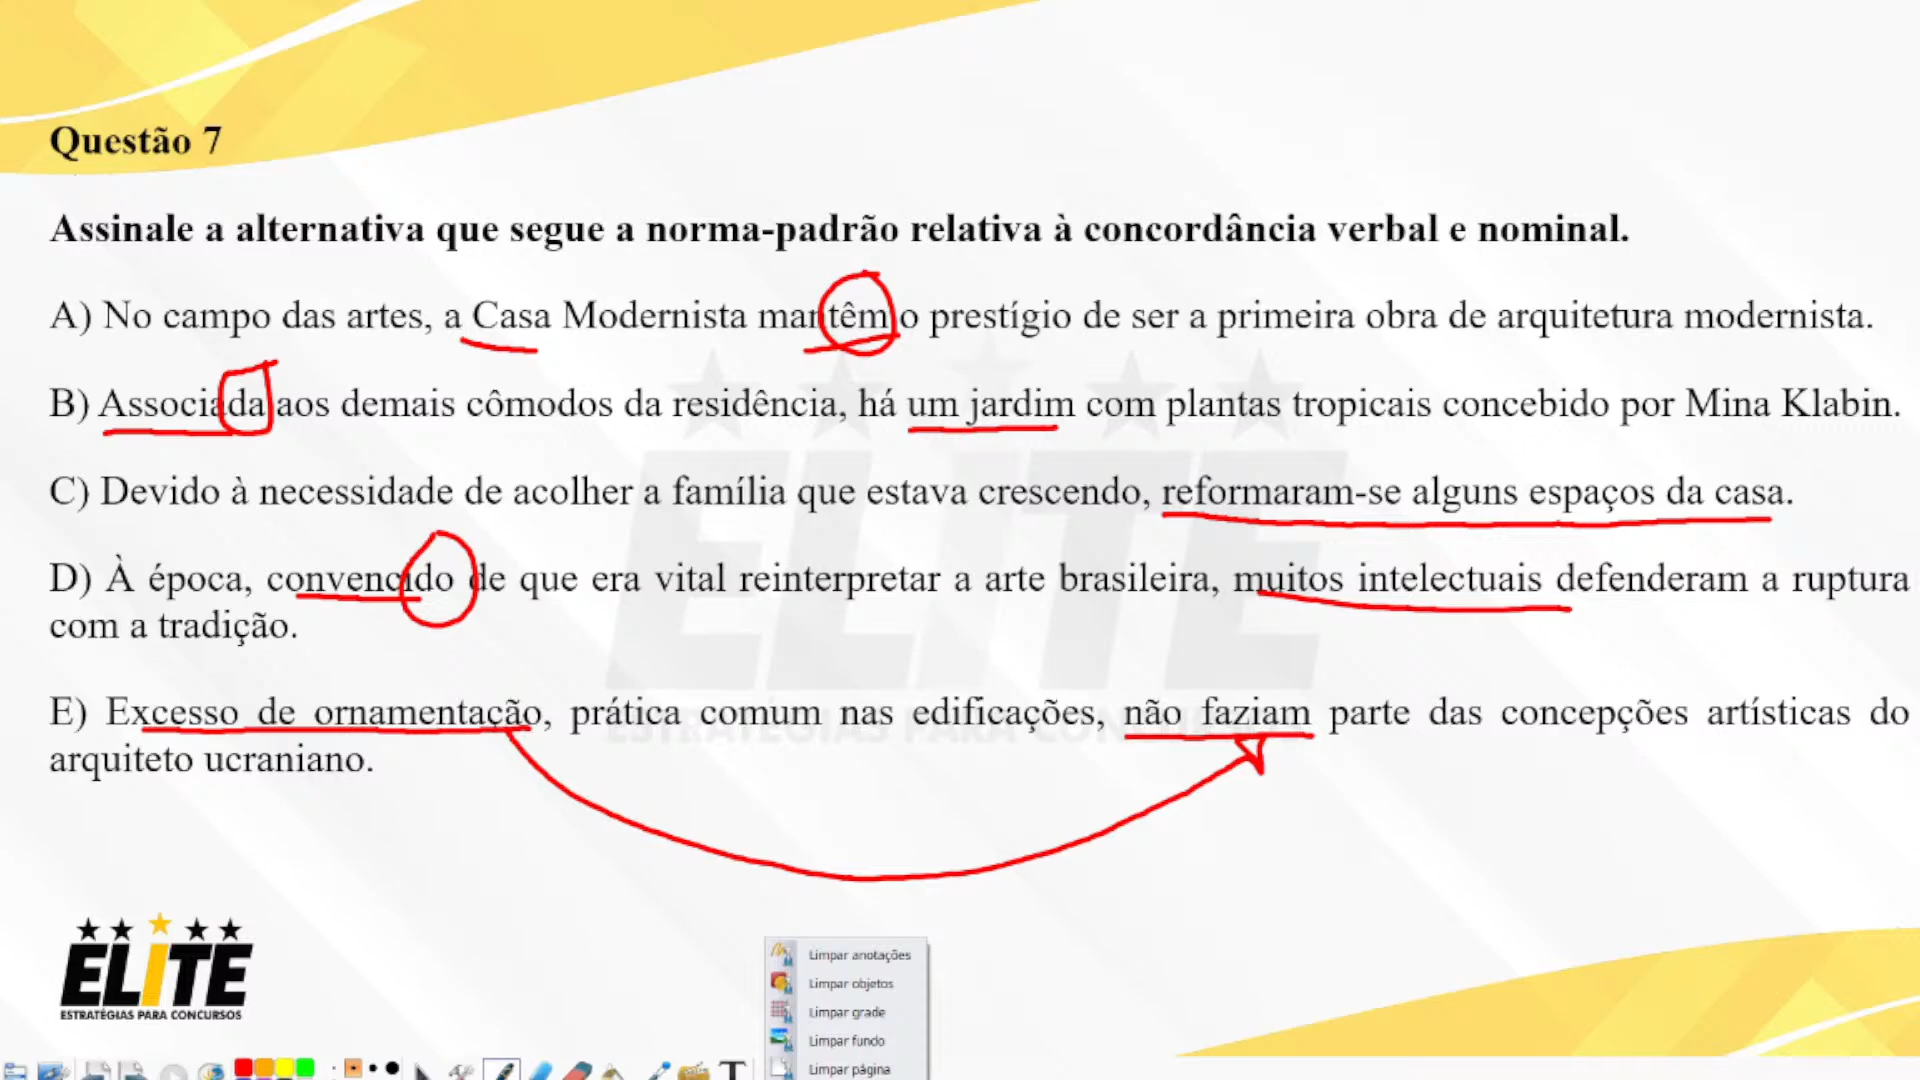 Questão 7
Assinale a alternativa que segue a norma-padrão relativa à concordância verbal e nominal.
A) No campo das artes, a Casa Modernista mantêm o prestígio de ser a primeira obra de arquitetura modernista.
B) Associada aos demais cômodos da residência, há um jardim com plantas tropicais concebido por Mina Klabin.
C) Devido à necessidade de acolher a família que estava crescendo, reformaram-se alguns espaços da casa.
D) À época, convencido de que era vital reinterpretar a arte brasileira, muitos intelectuais defenderam a ruptura
com a tradição.
E) Excesso de ornamentação, prática comum nas edificações, não faziam parte das concepções artísticas do
arquiteto ucraniano.
ELITE
ESTRATÉGIAS PARA CONCURSOS
ELITE
ESTRATÉGIAS PARA CONCURSOS
Limpar anotações
Limpar objetos
Limpar grade
Limpar fundo
Limpar página